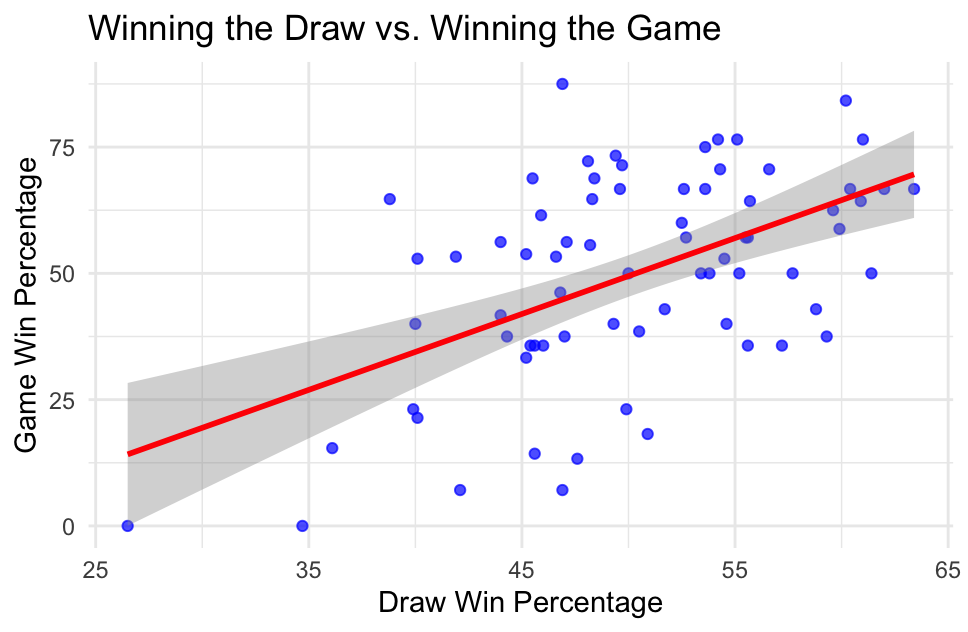 Winning the Draw vs. Winning the Game
Game Win Percentage
75
50
25
0
25 35 45 55 65
Draw Win Percentage